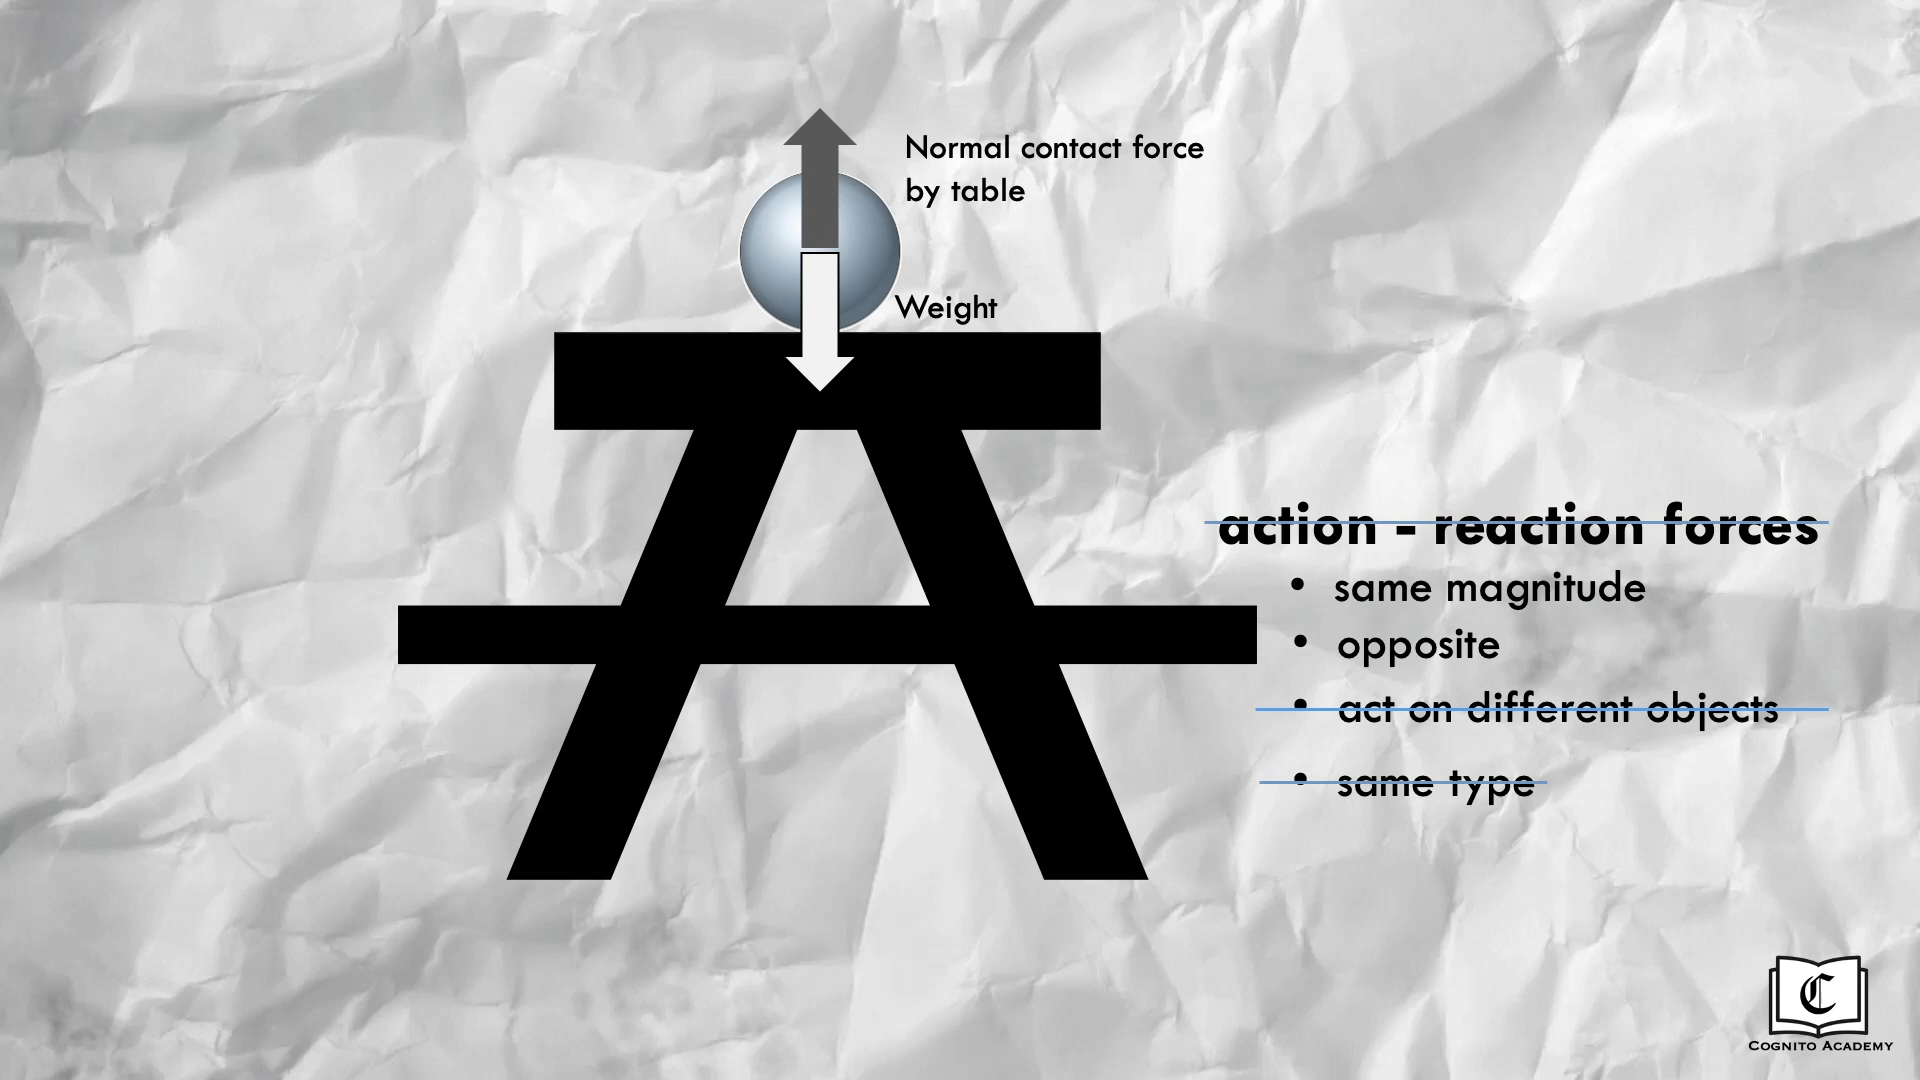 Normal contact force
by table
Weight
action - reaction forces
• same magnitude
• opposite
• act on different objects
• same type
C
COGNITO ACADEMY